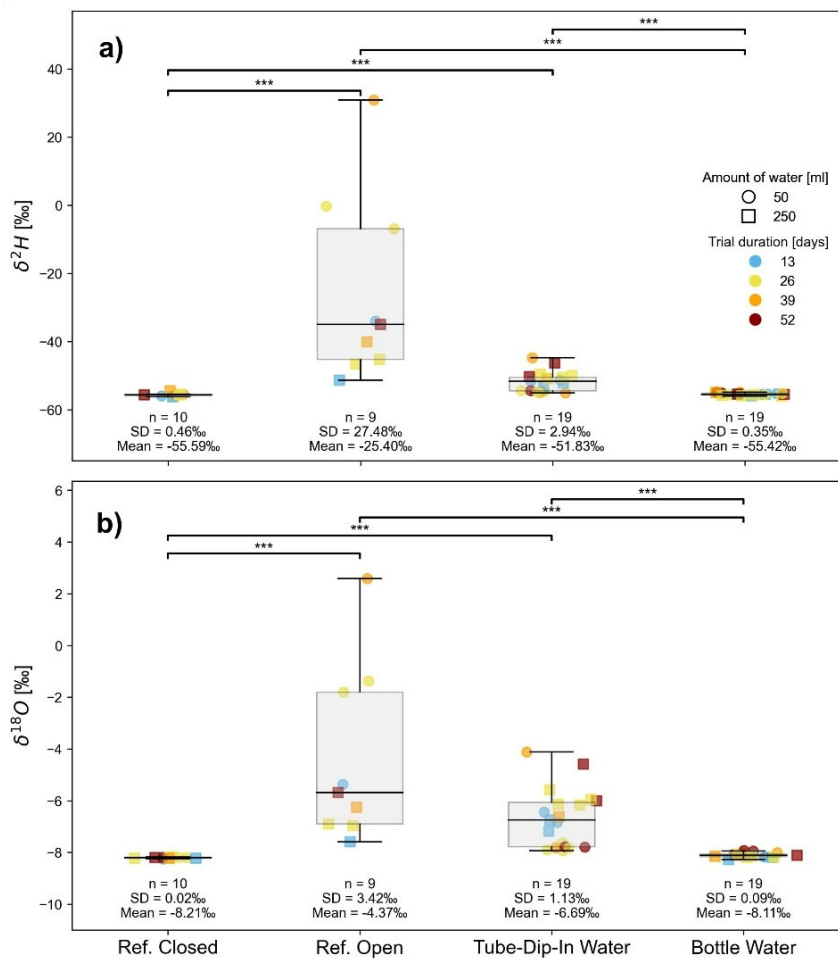 a)
***
***
***
***
40
20
0
−20
−40
−60
δ²H [‰]
Amount of water [ml]
50
250
Trial duration [days]
13
26
39
52
n = 10
SD = 0.46‰
Mean = -55.59‰
n = 9
SD = 27.48‰
Mean = -25.40‰
n = 19
SD = 2.94‰
Mean = -51.83‰
n = 19
SD = 0.35‰
Mean = -55.42‰
b)
***
***
***
***
6
4
2
0
−2
−4
−6
−8
−10
δ¹⁸O [‰]
n = 10
SD = 0.02‰
Mean = -8.21‰
n = 9
SD = 3.42‰
Mean = -4.37‰
n = 19
SD = 1.13‰
Mean = -6.69‰
n = 19
SD = 0.09‰
Mean = -8.11‰
Ref. Closed
Ref. Open
Tube-Dip-In Water
Bottle Water